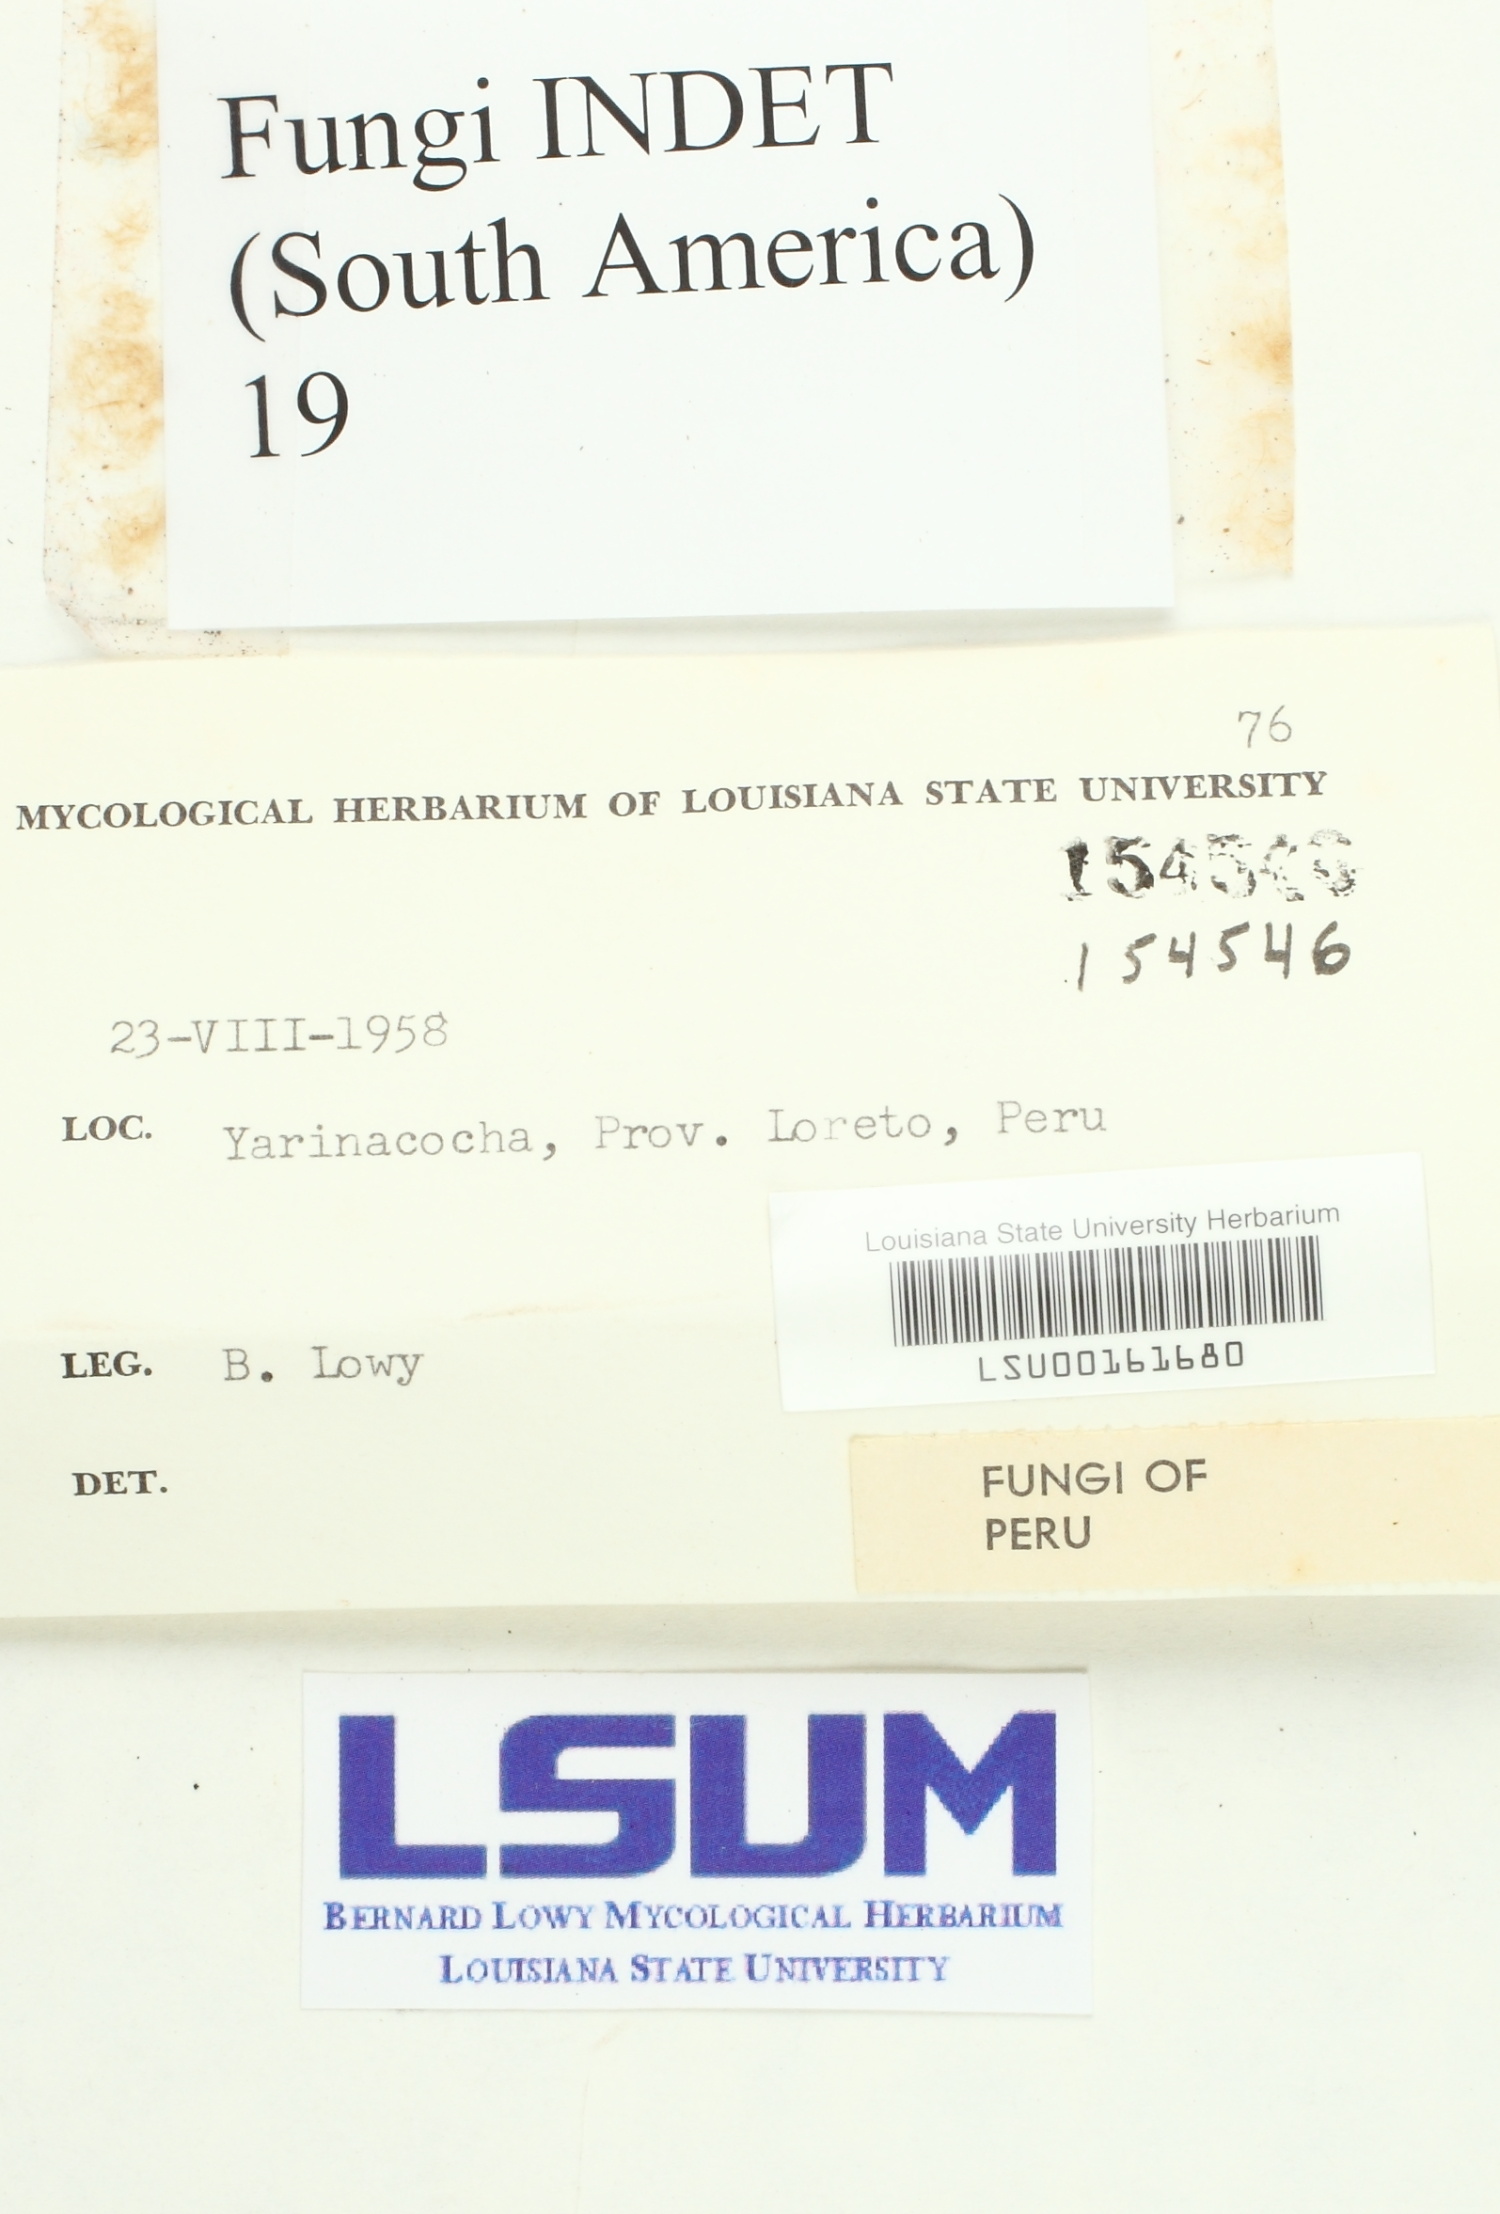 Fungi INDET
(South America)
19
76
MYCOLOGICAL HERBARIUM OF LOUISIANA STATE UNIVERSITY
154546
23-VIII-1958
LOC. Yarinacocha, Prov. Loreto, Peru
Louisiana State University Herbarium
LSU00161680
LEG. B. Lowy
DET.
FUNGI OF
PERU
LSUM
BERNARD LOWY MYCOLOGICAL HERBARIUM
LOUISIANA STATE UNIVERSITY